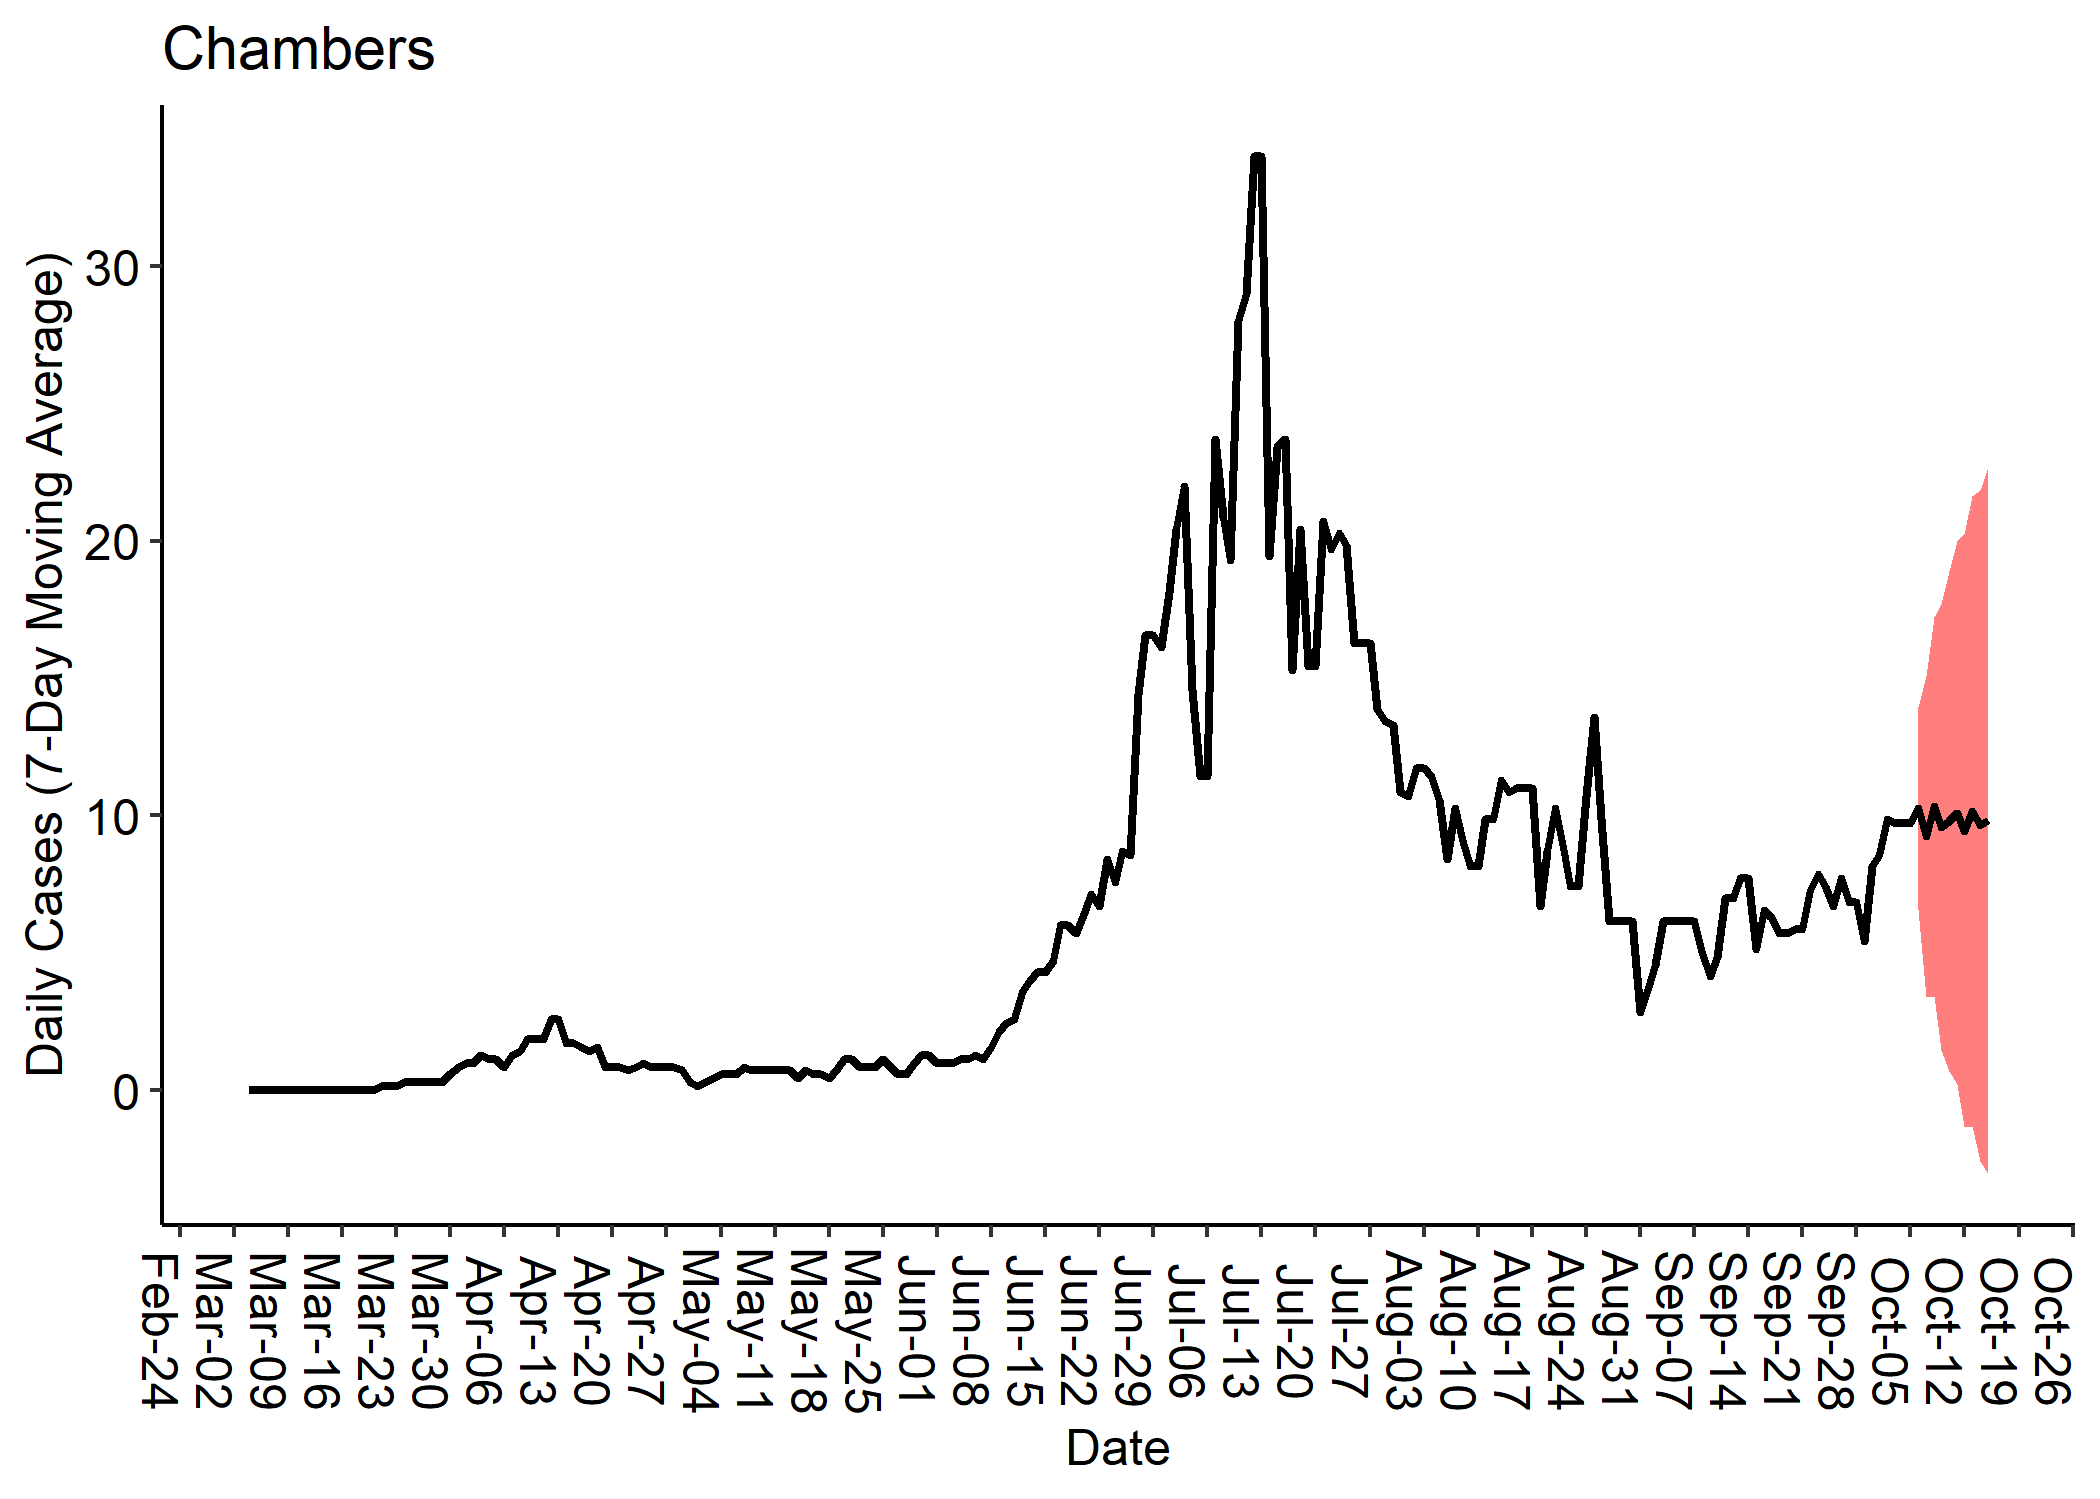 Chambers
Daily Cases (7-Day Moving Average)
30
20
10
0
Feb-24
Mar-02
Mar-09
Mar-16
Mar-23
Mar-30
Apr-06
Apr-13
Apr-20
Apr-27
May-04
May-11
May-18
May-25
Jun-01
Jun-08
Jun-15
Jun-22
Jun-29
Jul-06
Jul-13
Jul-20
Jul-27
Aug-03
Aug-10
Aug-17
Aug-24
Aug-31
Sep-07
Sep-14
Sep-21
Sep-28
Oct-05
Oct-12
Oct-19
Oct-26
Date